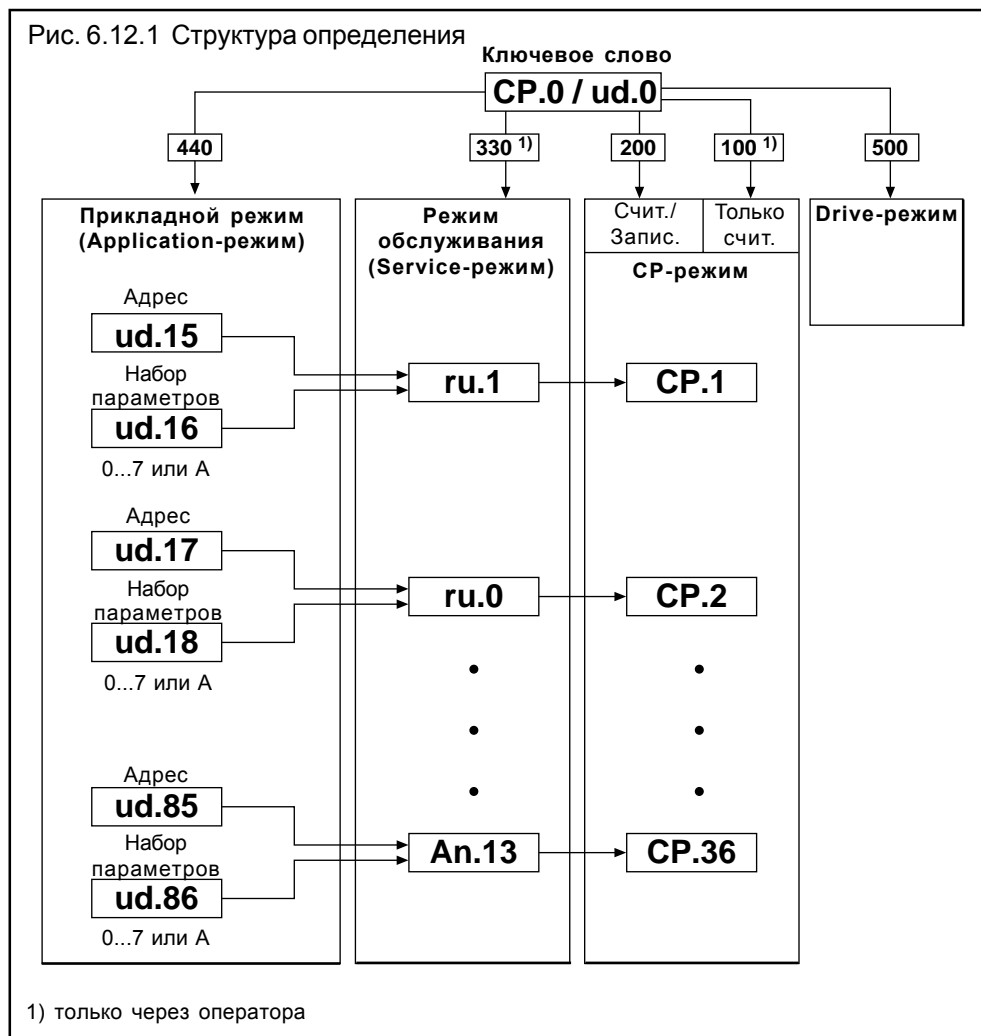 Рис. 6.12.1 Структура определения
Ключевое слово
CP.0 / ud.0
440
330 1)
200
100 1)
500
Прикладной режим
(Application-режим)
Режим
обслуживания
(Service-режим)
Счит./
Запис.
Только
счит.
CP-режим
Drive-режим
Адрес
ud.15
Набор
параметров
ud.16
0...7 или A
ru.1
CP.1
Адрес
ud.17
Набор
параметров
ud.18
0...7 или A
ru.0
CP.2
Адрес
ud.85
Набор
параметров
ud.86
0...7 или A
An.13
CP.36
1) только через оператора